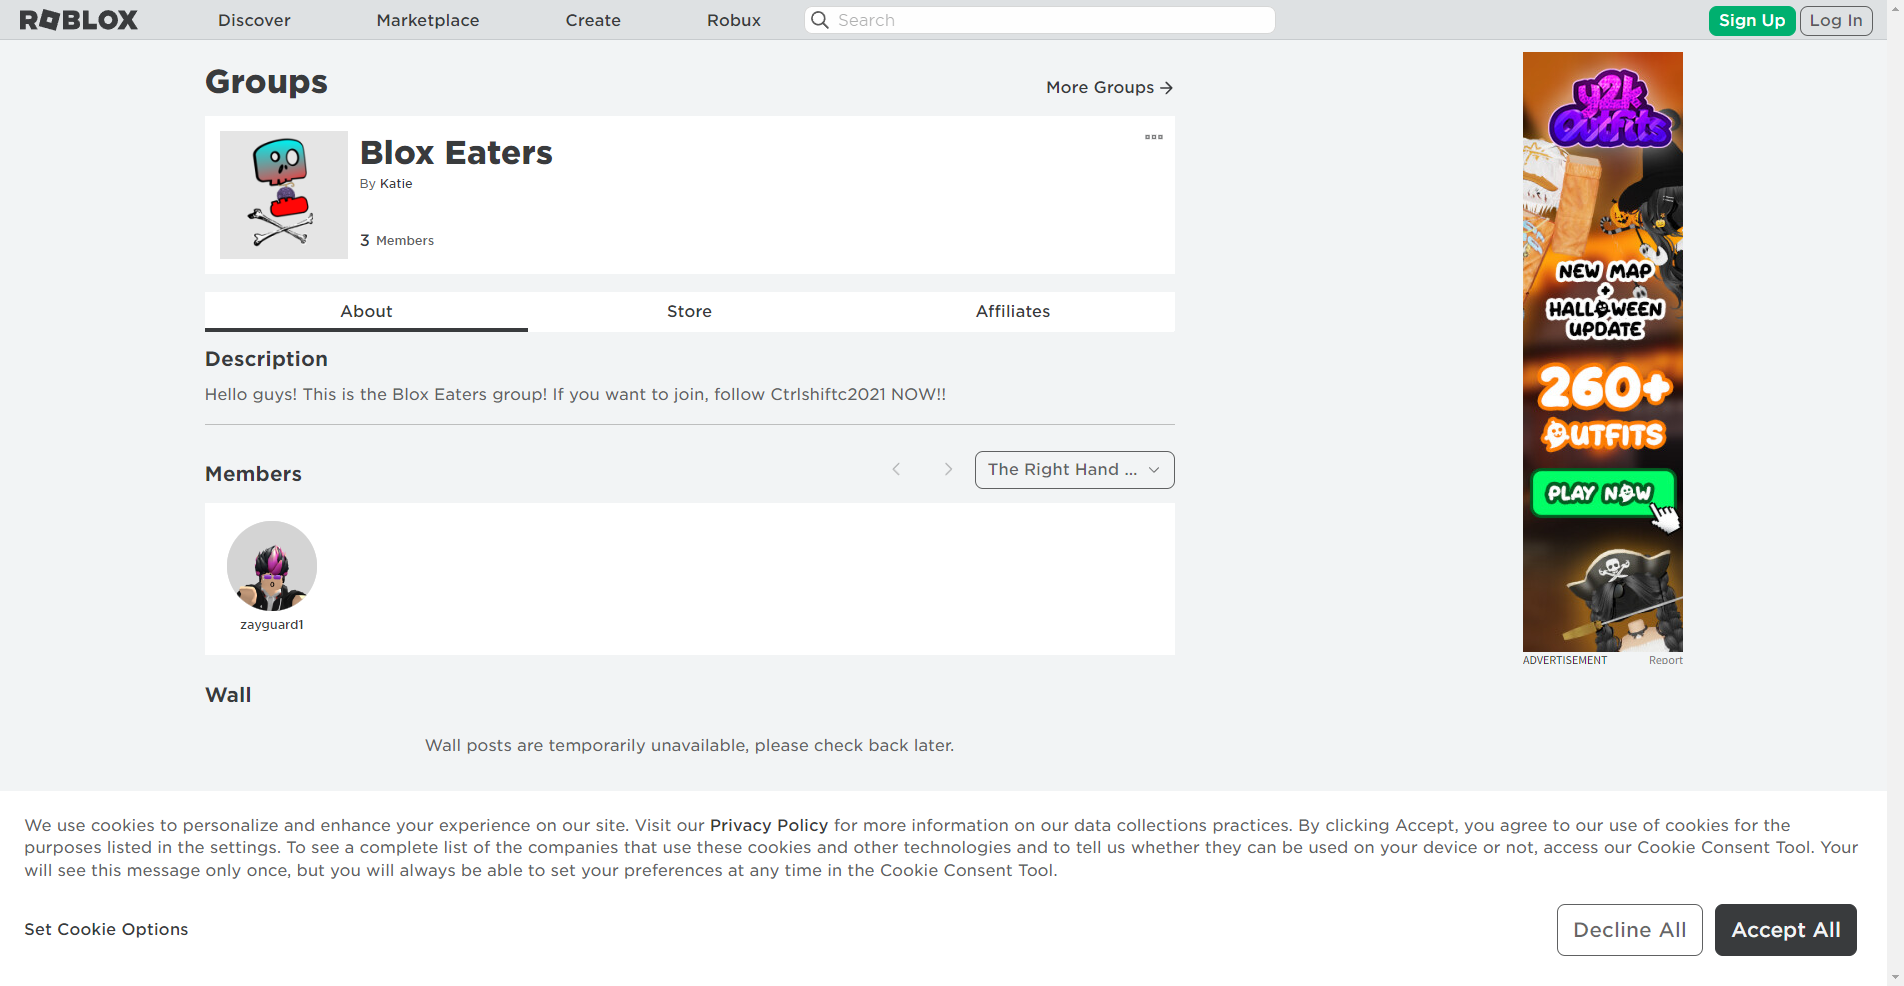 ROBLOX
Discover
Marketplace
Create
Robux
Search
Sign Up
Log In
Groups
More Groups
Blox Eaters
By Katie
3 Members
About
Store
Affiliates
Description
Hello guys! This is the Blox Eaters group! If you want to join, follow Ctrlshiftc2021 NOW!!
Members
The Right Hand ...
zayguard1
Wall
Wall posts are temporarily unavailable, please check back later.
y2k
Outfits
NEW MAP
+
HALLOWEEN
UPDATE
260+
OUTFITS
PLAY NOW
ADVERTISEMENT
Report
We use cookies to personalize and enhance your experience on our site. Visit our Privacy Policy for more information on our data collections practices. By clicking Accept, you agree to our use of cookies for the
purposes listed in the settings. To see a complete list of the companies that use these cookies and other technologies and to tell us whether they can be used on your device or not, access our Cookie Consent Tool. Your
will see this message only once, but you will always be able to set your preferences at any time in the Cookie Consent Tool.
Set Cookie Options
Decline All
Accept All